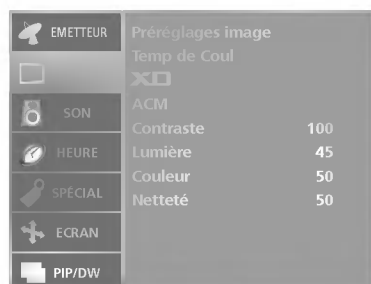 EMETTEUR
SON
HEURE
SPÉCIAL
ECRAN
PIP/DW
Préréglages image
Temp de Coul
XD
ACM
Contraste 100
Lumière 45
Couleur 50
Netteté 50